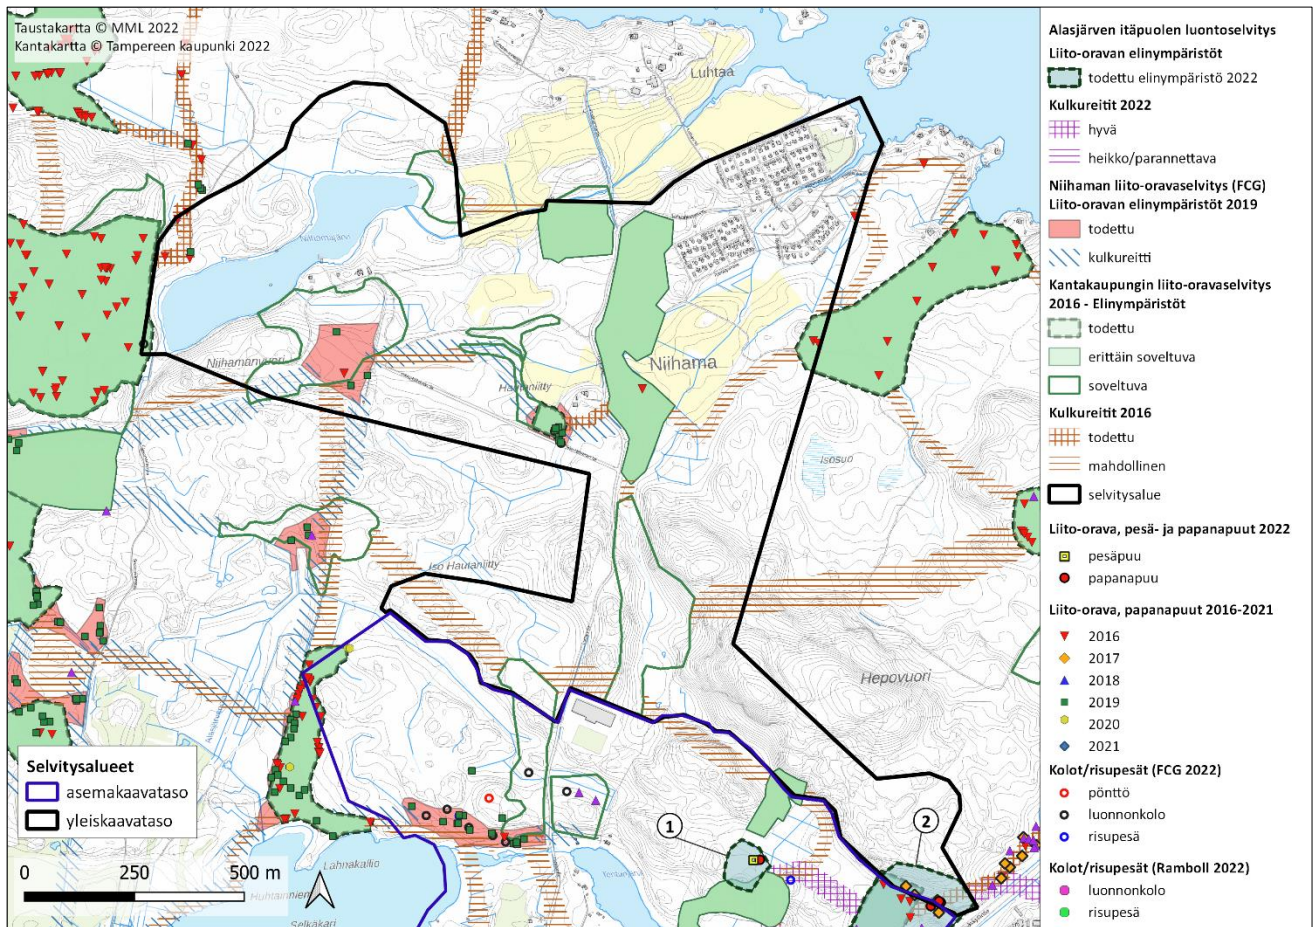 Taustakartta © MML 2022
Kantakartta © Tampereen kaupunki 2022
Luhtaa
Niihamajärvi
Niihamanvuori
Hautaniitty
Niihama
Isosuo
Iso Hautaniitty
Hepovuori
Lahnakallio
Huhtainniemi
Selkäkari
1
2
Selvitysalueet
asemakaavataso
yleiskaavataso
0 250 500 m
Alasjärven itäpuolen luontoselvitys
Liito-oravan elinympäristöt
todettu elinympäristö 2022
Kulkureitit 2022
hyvä
heikko/parannettava
Niihaman liito-oravaselvitys (FCG)
Liito-oravan elinympäristöt 2019
todettu
kulkureitti
Kantakaupungin liito-oravaselvitys
2016 - Elinympäristöt
todettu
erittäin soveltuva
soveltuva
Kulkureitit 2016
todettu
mahdollinen
selvitysalue
Liito-orava, pesä- ja papanapuut 2022
pesäpuu
papanapuu
Liito-orava, papanapuut 2016-2021
2016
2017
2018
2019
2020
2021
Kolot/risupesät (FCG 2022)
pönttö
luonnonkolo
risupesä
Kolot/risupesät (Ramboll 2022)
luonnonkolo
risupesä